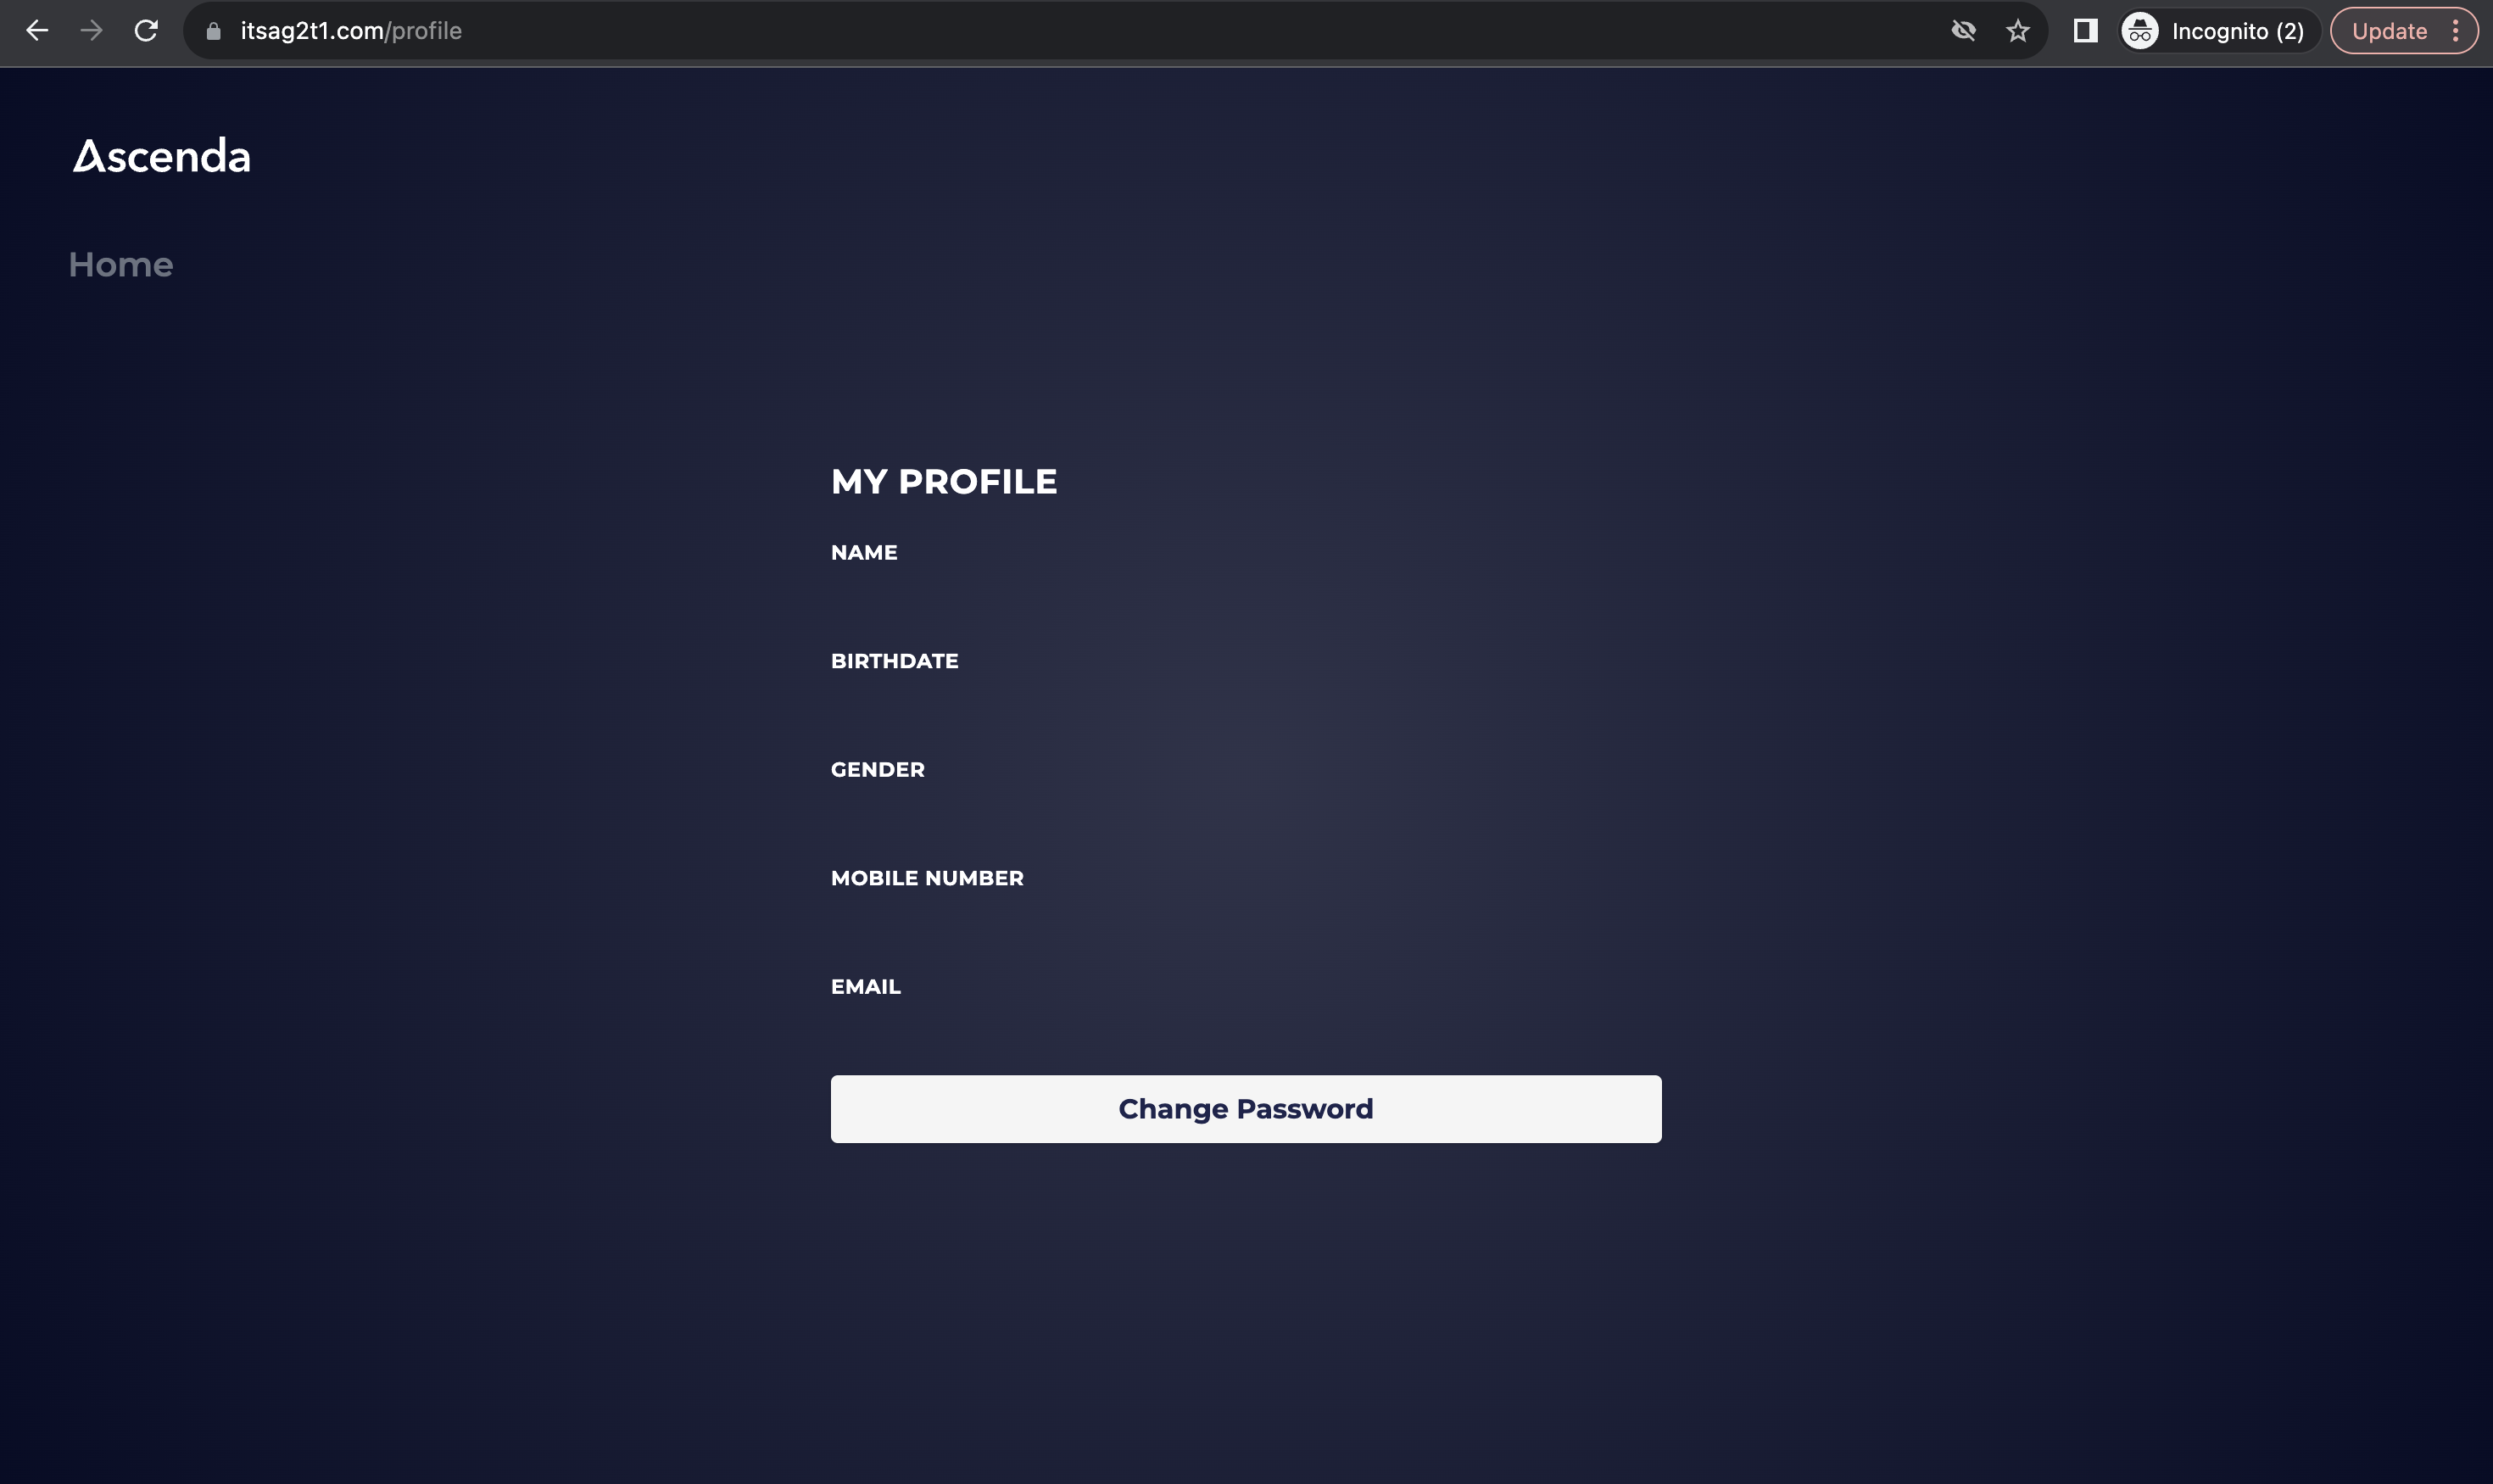 itsag2t1.com/profile
Incognito (2)
Update
Ascenda
Home
MY PROFILE
NAME
BIRTHDATE
GENDER
MOBILE NUMBER
EMAIL
Change Password